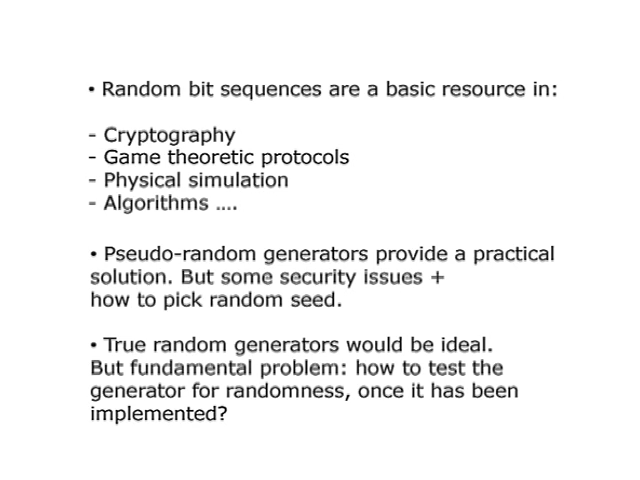 • Random bit sequences are a basic resource in:
- Cryptography
- Game theoretic protocols
- Physical simulation
- Algorithms ....
• Pseudo-random generators provide a practical
solution. But some security issues +
how to pick random seed.
• True random generators would be ideal.
But fundamental problem: how to test the
generator for randomness, once it has been
implemented?